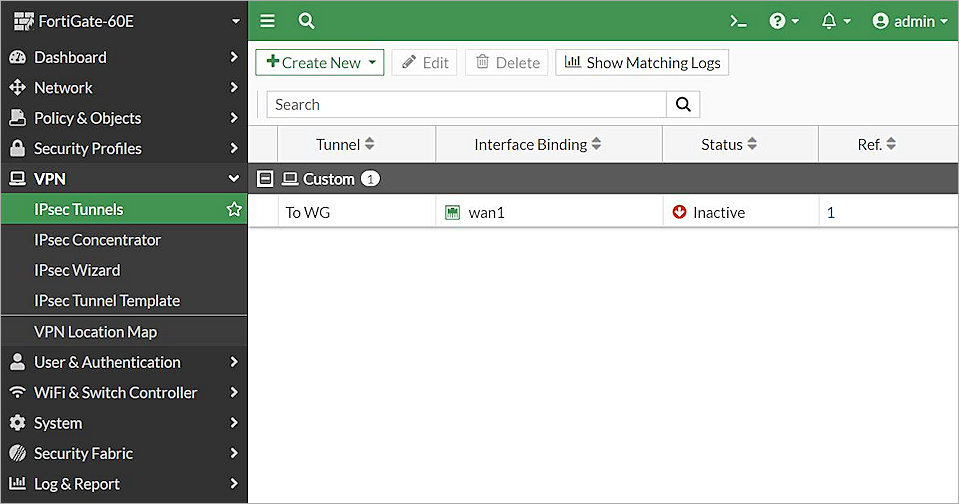 FortiGate-60E
admin
Dashboard
Network
Policy & Objects
Security Profiles
VPN
IPsec Tunnels
IPsec Concentrator
IPsec Wizard
IPsec Tunnel Template
VPN Location Map
User & Authentication
WiFi & Switch Controller
System
Security Fabric
Log & Report
+Create New Edit Delete Show Matching Logs
Search
Tunnel Interface Binding Status Ref.
Custom 1
To WG wan1 Inactive 1